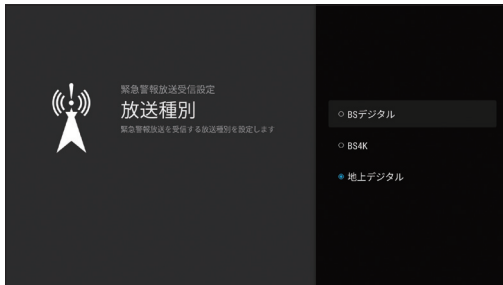 緊急警報放送受信設定
放送種別
緊急警報放送を受信する放送種別を設定します
BSデジタル
BS4K
地上デジタル